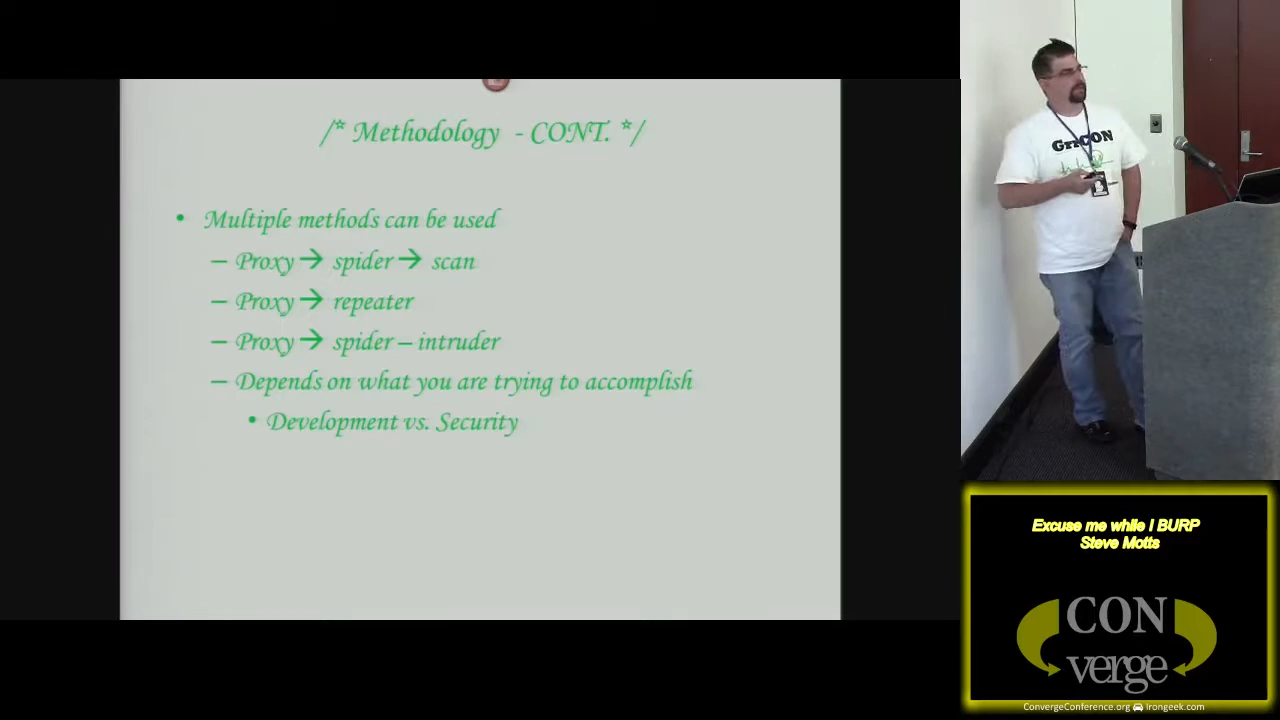 /* Methodology - CONT. */
• Multiple methods can be used
– Proxy → spider → scan
– Proxy → repeater
– Proxy → spider – intruder
– Depends on what you are trying to accomplish
• Development vs. Security
GrrCON
Excuse me while I BURP
Steve Motts
CON
verge
ConvergeConference.org Irongeek.com